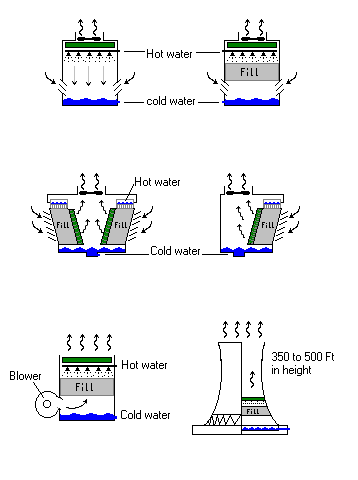 Hot water
Fill
cold water
Hot water
Fill
Fill
Fill
Cold water
350 to 500 Ft
in height
Hot water
Blower
Fill
Fill
Cold water